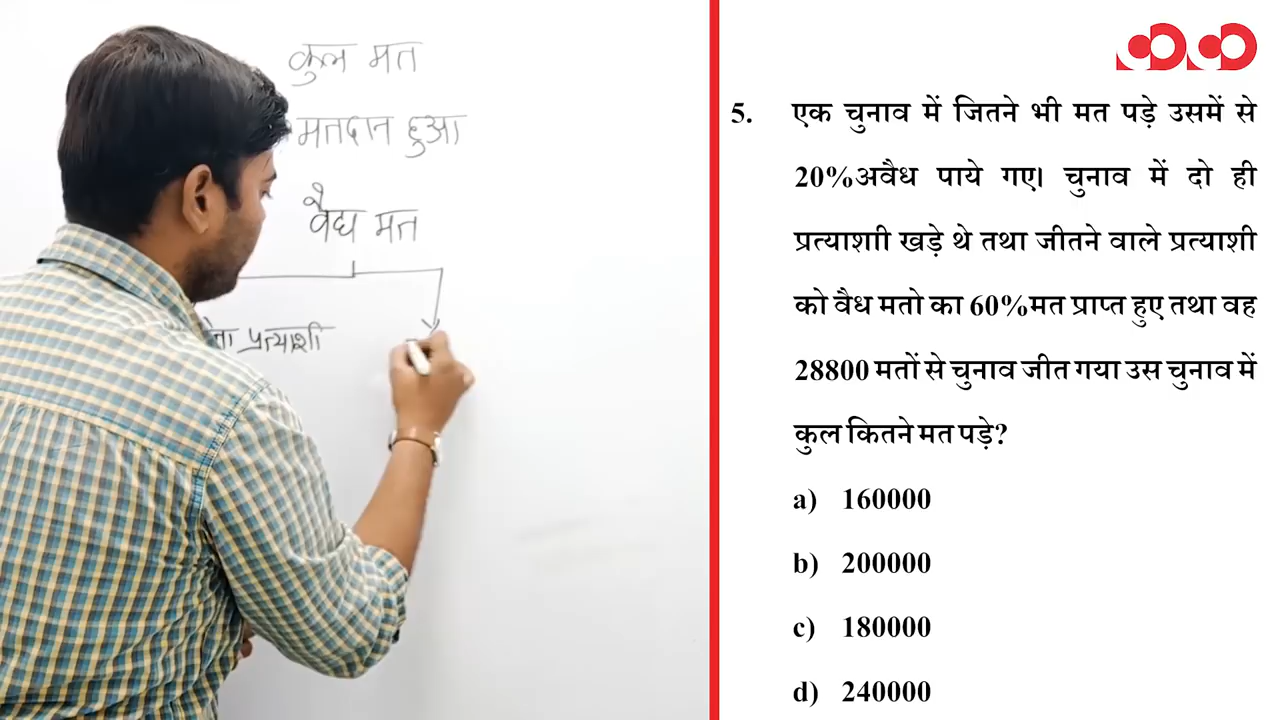 कुल मत
मतदान हुआ
वैध मत
प्रत्याशी
5. एक चुनाव में जितने भी मत पड़े उसमें से
20%अवैध पाये गए। चुनाव में दो ही
प्रत्याशाी खड़े थे तथा जीतने वाले प्रत्याशी
को वैध मतो का 60%मत प्राप्त हुए तथा वह
28800 मतों से चुनाव जीत गया उस चुनाव में
कुल कितने मत पड़े?
a) 160000
b) 200000
c) 180000
d) 240000